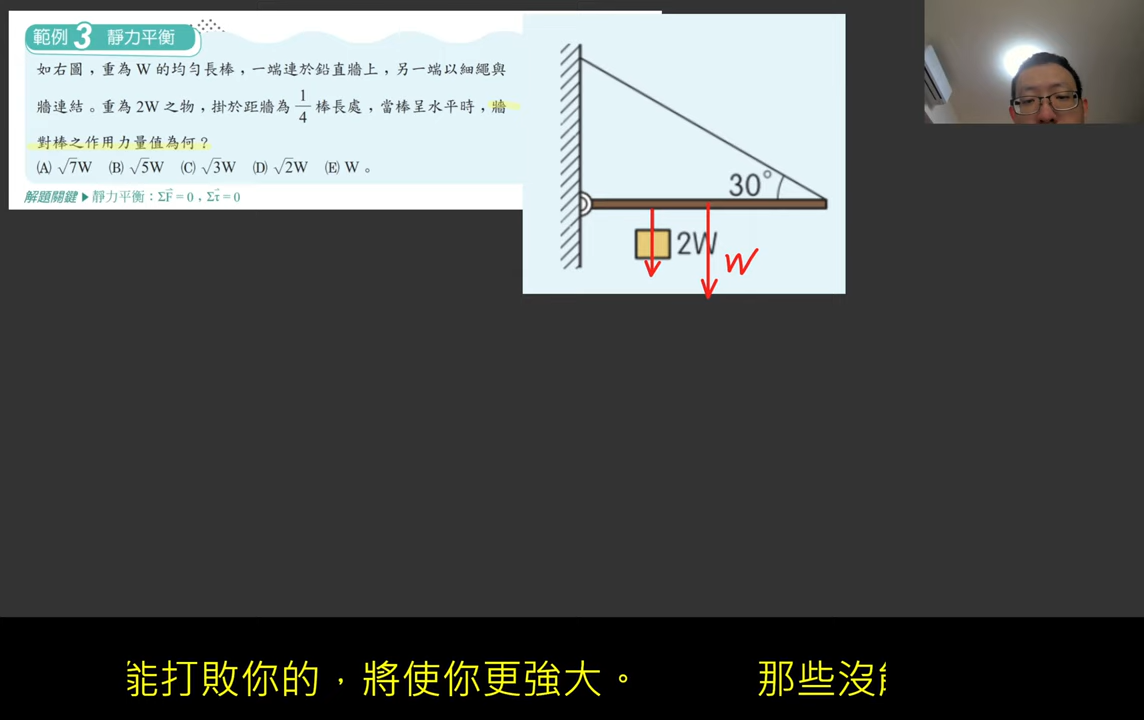 範例 3 靜力平衡
如右圖，重為 W 的均勻長棒，一端連於鉛直牆上，另一端以細繩與
牆連結。重為 2W 之物，掛於距牆為 1/4 棒長處，當棒呈水平時，牆
對棒之作用力量值為何？
(A) √7W (B) √5W (C) √3W (D) √2W (E) W。
解題關鍵▶靜力平衡：ΣF⃗ = 0，Στ⃗ = 0
30°
2W
W
能打敗你的，將使你更強大。 那些沒